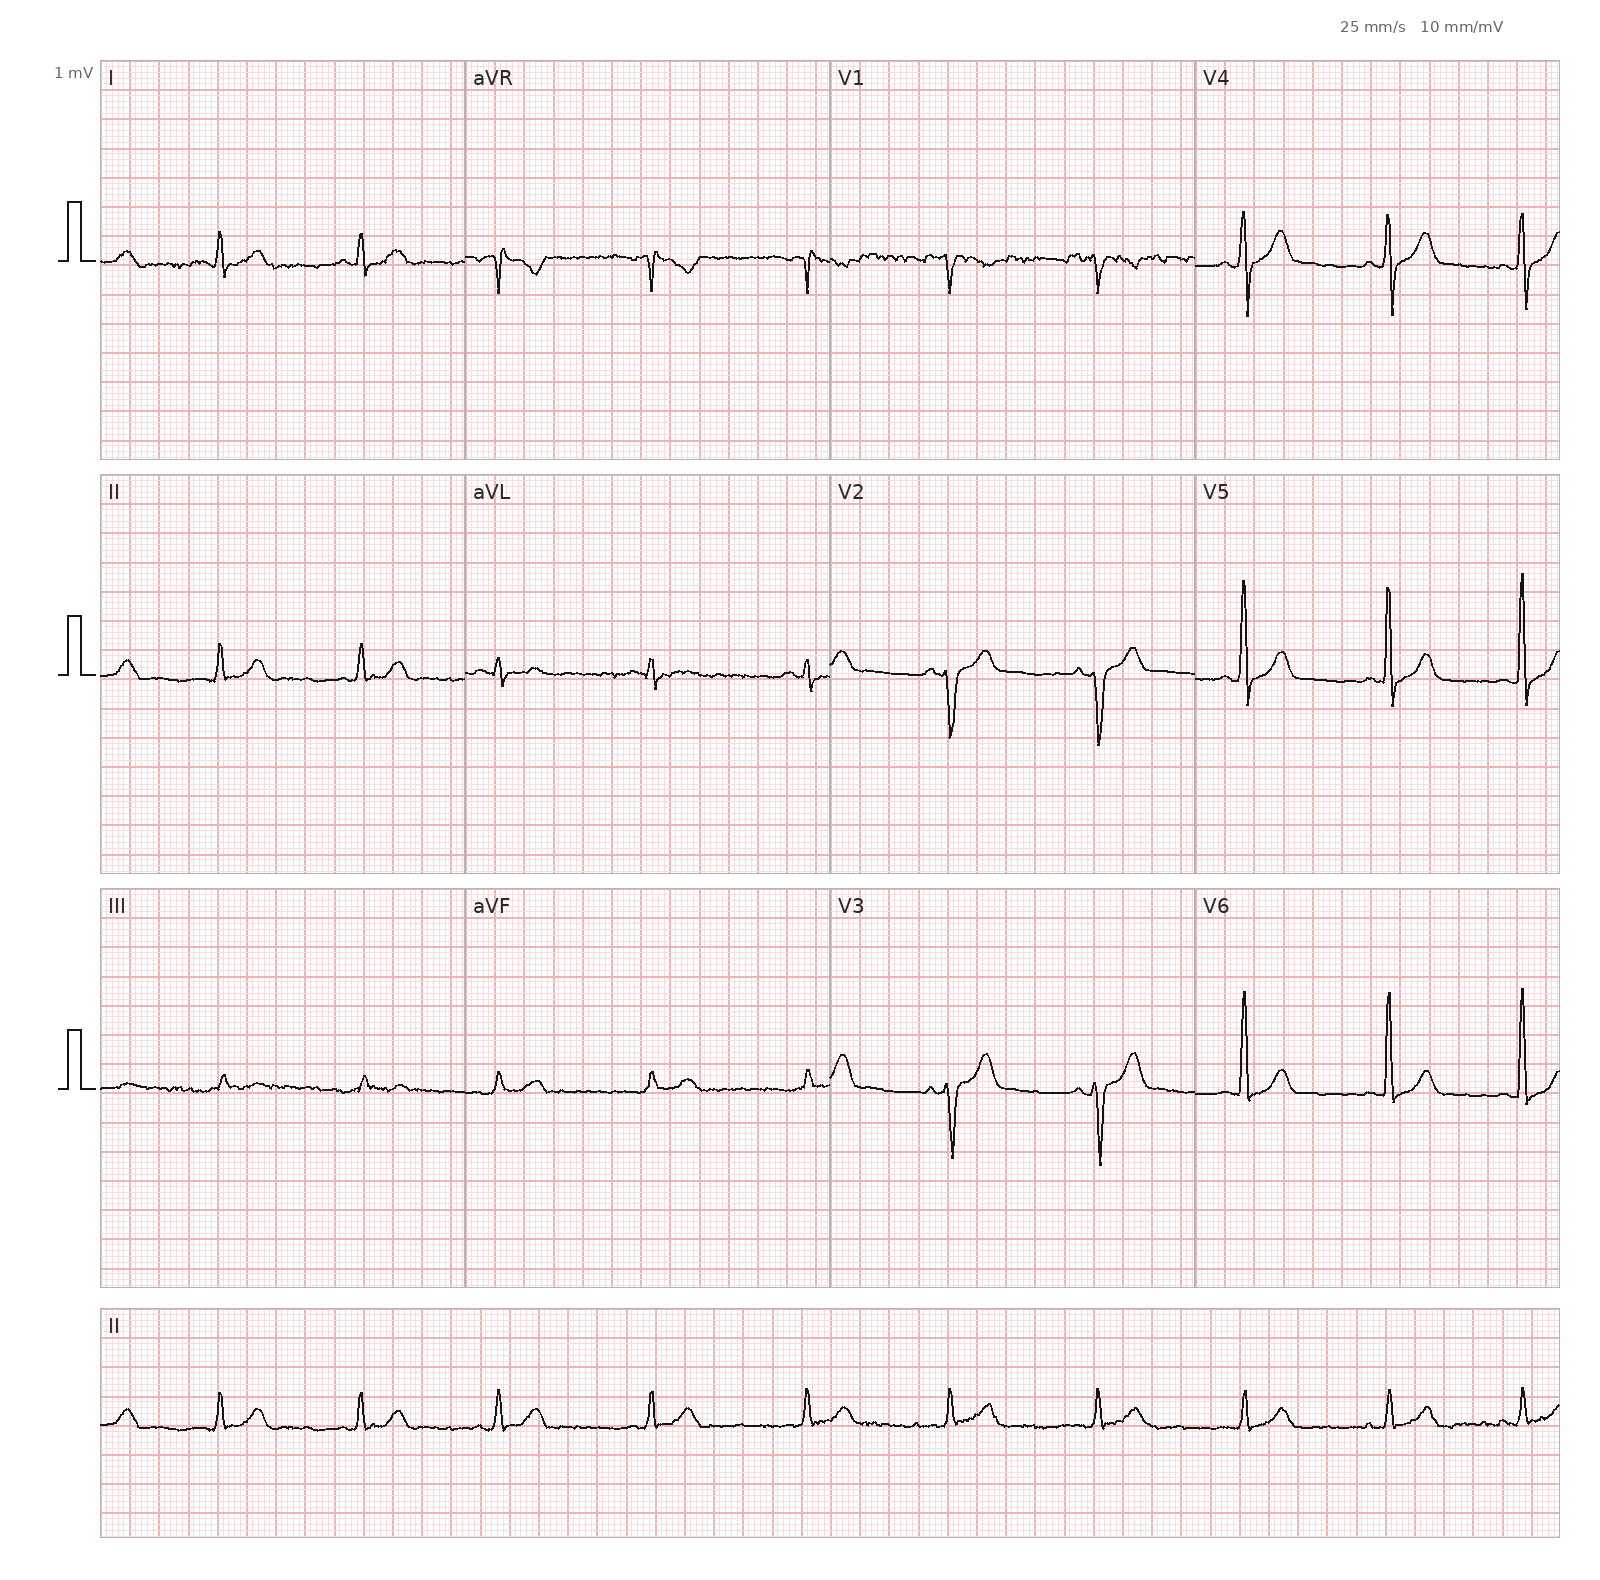 25 mm/s   10 mm/mV
1 mV
I   aVR   V1   V4
II   aVL   V2   V5
III   aVF   V3   V6
II